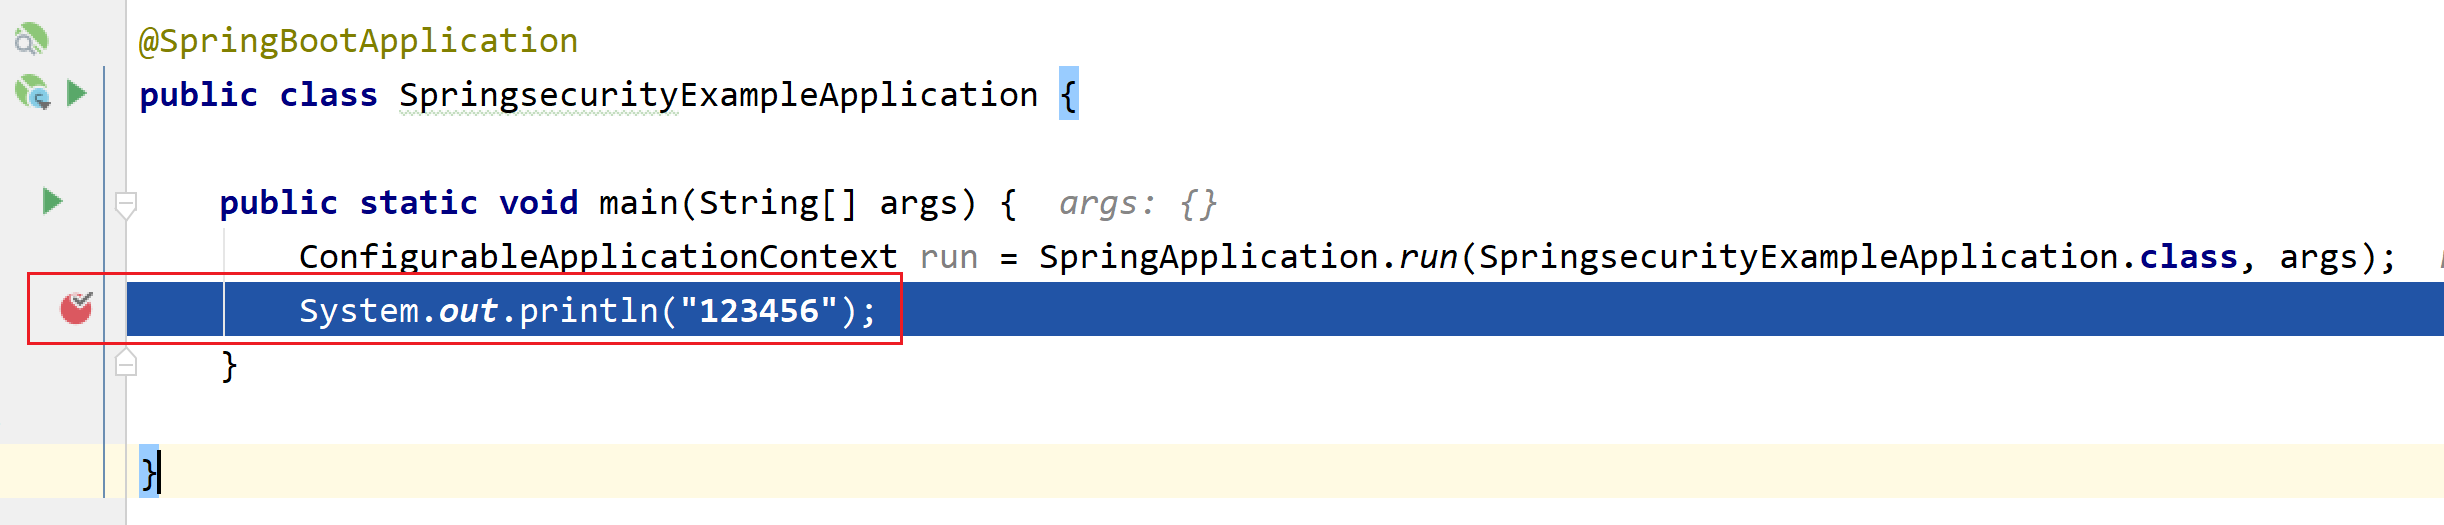 @SpringBootApplication
public class SpringsecurityExampleApplication {
public static void main(String[] args) { args: {}
ConfigurableApplicationContext run = SpringApplication.run(SpringsecurityExampleApplication.class, args);
System.out.println("123456");
}
}